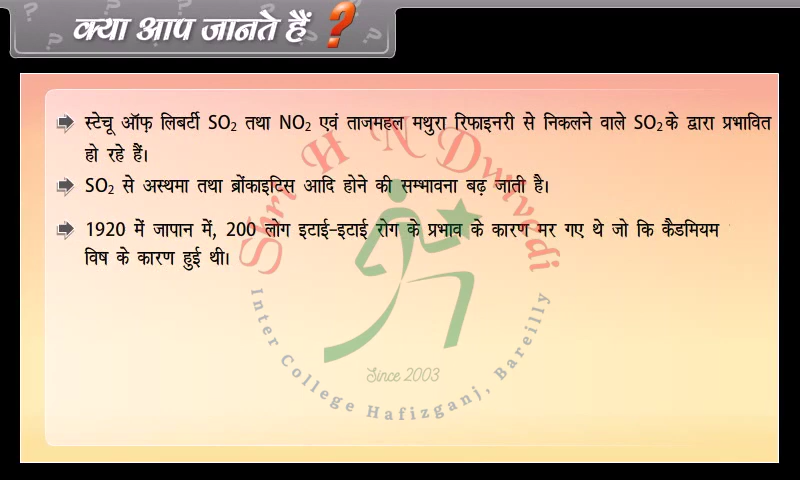 क्या आप जानते हैं ?
स्टेचू ऑफ़ लिबर्टी SO2 तथा NO2 एवं ताजमहल मथुरा रिफाइनरी से निकलने वाले SO2 के द्वारा प्रभावित
हो रहे हैं।
SO2 से अस्थमा तथा ब्रोंकाइटिस आदि होने की सम्भावना बढ़ जाती है।
1920 में जापान में, 200 लोग इटाई-इटाई रोग के प्रभाव के कारण मर गए थे जो कि कैडमियम
विष के कारण हुई थी।
Shri H N Dwivedi
Since 2003
Inter College Hafizganj, Bareilly